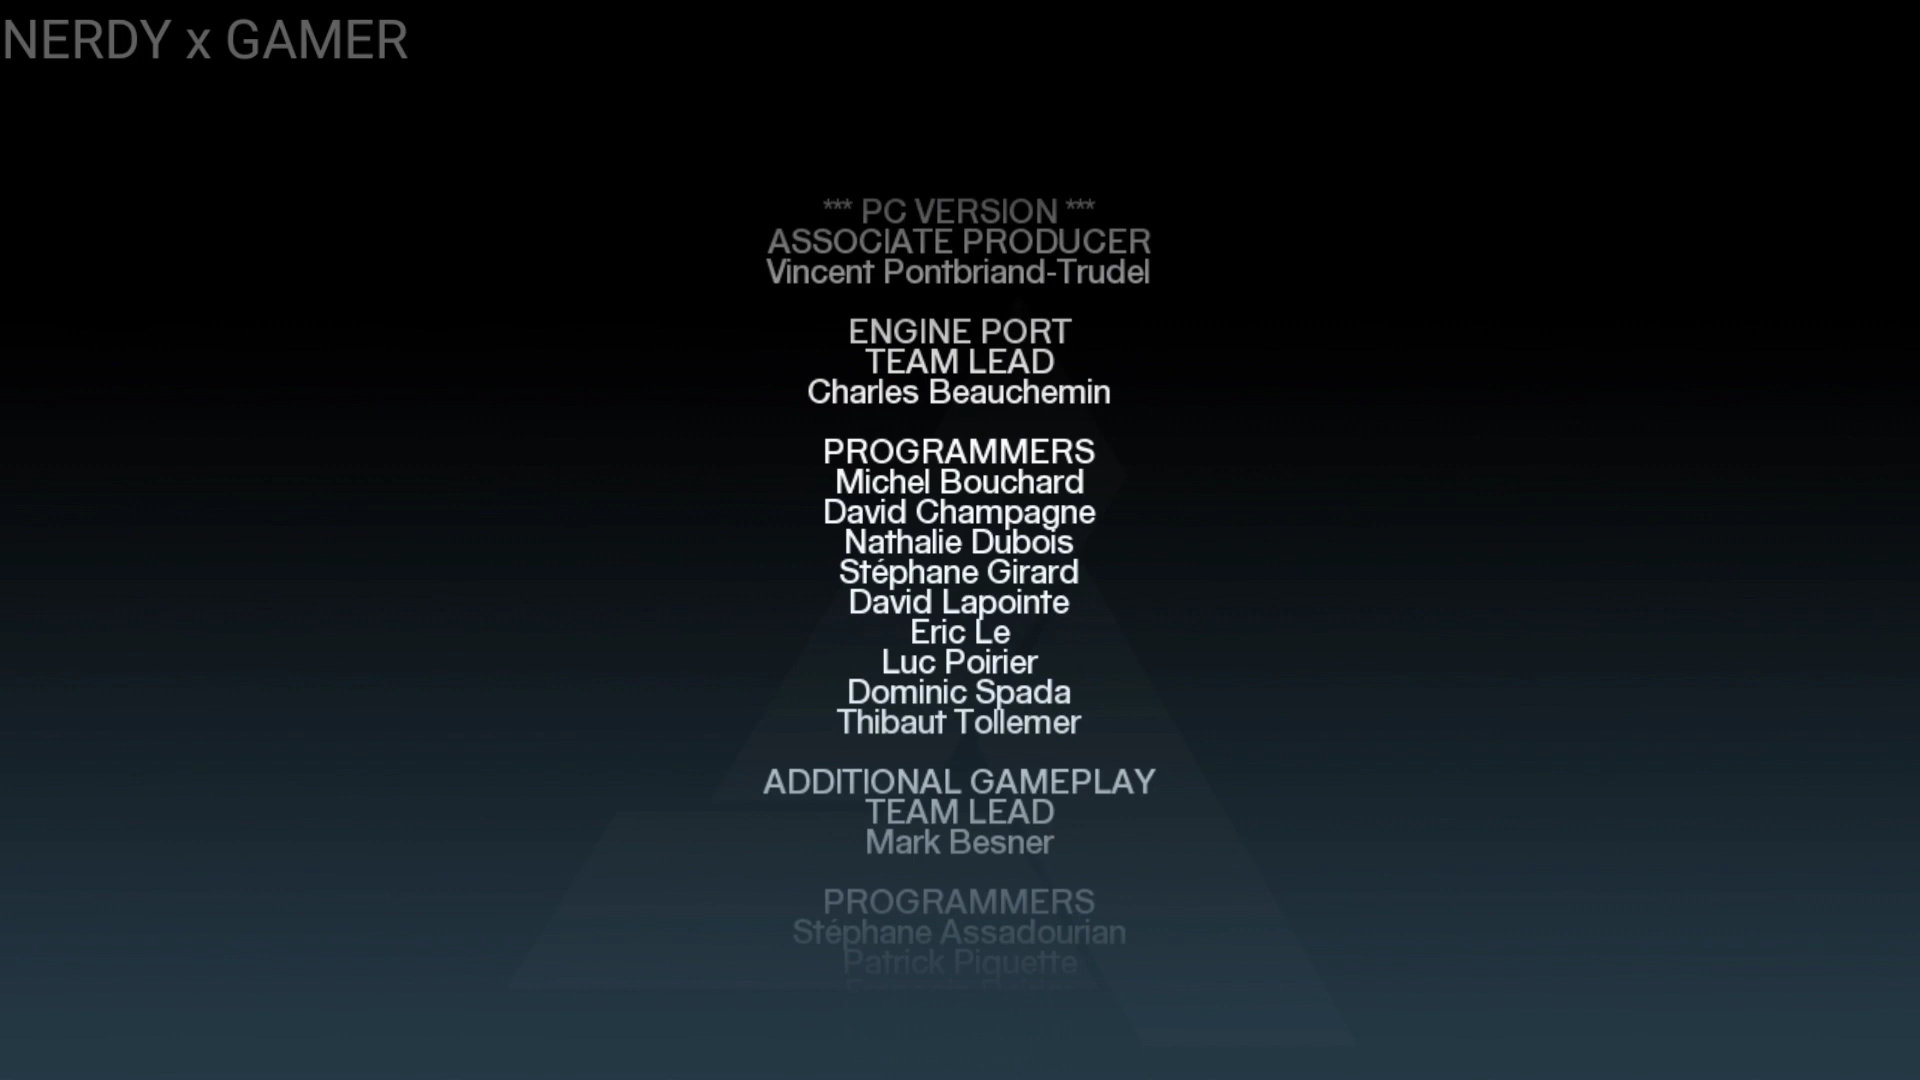 NERDY x GAMER
*** PC VERSION ***
ASSOCIATE PRODUCER
Vincent Pontbriand-Trudel
ENGINE PORT
TEAM LEAD
Charles Beauchemin
PROGRAMMERS
Michel Bouchard
David Champagne
Nathalie Dubois
Stéphane Girard
David Lapointe
Eric Le
Luc Poirier
Dominic Spada
Thibaut Tollemer
ADDITIONAL GAMEPLAY
TEAM LEAD
Mark Besner
PROGRAMMERS
Stéphane Assadourian
Patrick Piquette